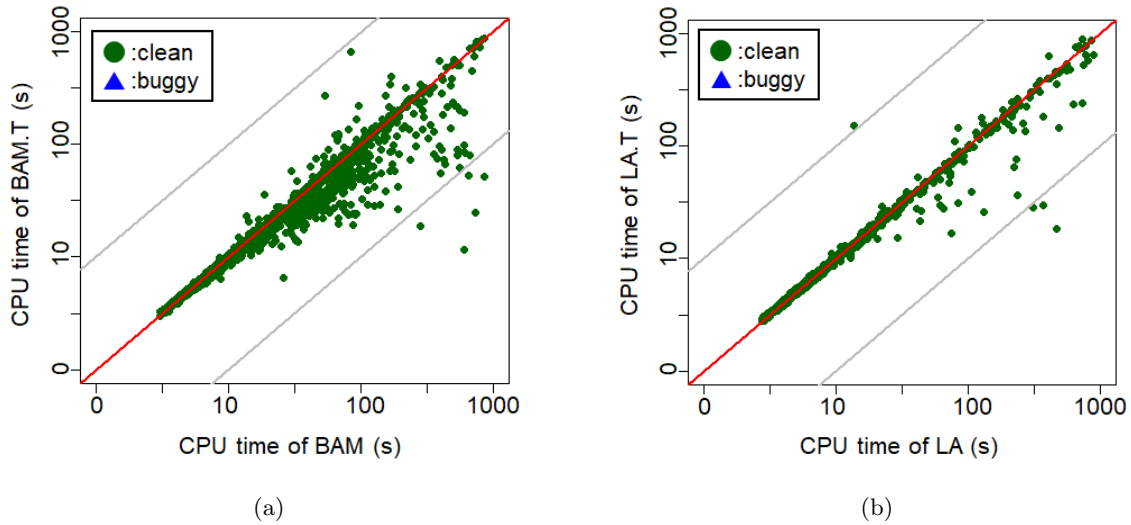 :clean
:buggy
CPU time of BAM.T (s)
1000
100
10
0
0 10 100 1000
CPU time of BAM (s)
(a)
:clean
:buggy
CPU time of LA.T (s)
1000
100
10
0
0 10 100 1000
CPU time of LA (s)
(b)